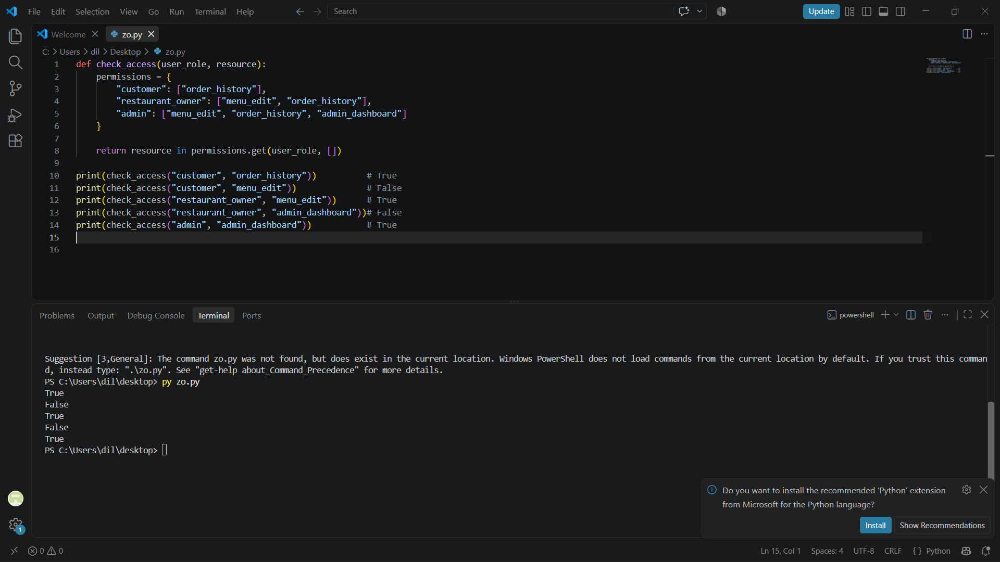 File Edit Selection View Go Run Terminal Help Search Update
Welcome zo.py
C: > Users > dil > Desktop > zo.py
1 def check_access(user_role, resource):
2     permissions = {
3         "customer": ["order_history"],
4         "restaurant_owner": ["menu_edit", "order_history"],
5         "admin": ["menu_edit", "order_history", "admin_dashboard"]
6     }
7
8     return resource in permissions.get(user_role, [])
9
10 print(check_access("customer", "order_history"))          # True
11 print(check_access("customer", "menu_edit"))              # False
12 print(check_access("restaurant_owner", "menu_edit"))      # True
13 print(check_access("restaurant_owner", "admin_dashboard"))# False
14 print(check_access("admin", "admin_dashboard"))           # True
15
16
Problems Output Debug Console Terminal Ports powershell
Suggestion [3,General]: The command zo.py was not found, but does exist in the current location. Windows PowerShell does not load commands from the current location by default. If you trust this comman
d, instead type: ".\zo.py". See "get-help about_Command_Precedence" for more details.
PS C:\Users\dil\desktop> py zo.py
True
False
True
False
True
PS C:\Users\dil\desktop>
Do you want to install the recommended 'Python' extension
from Microsoft for the Python language?
Install Show Recommendations
1
0 0 Ln 15, Col 1 Spaces: 4 UTF-8 CRLF { } Python